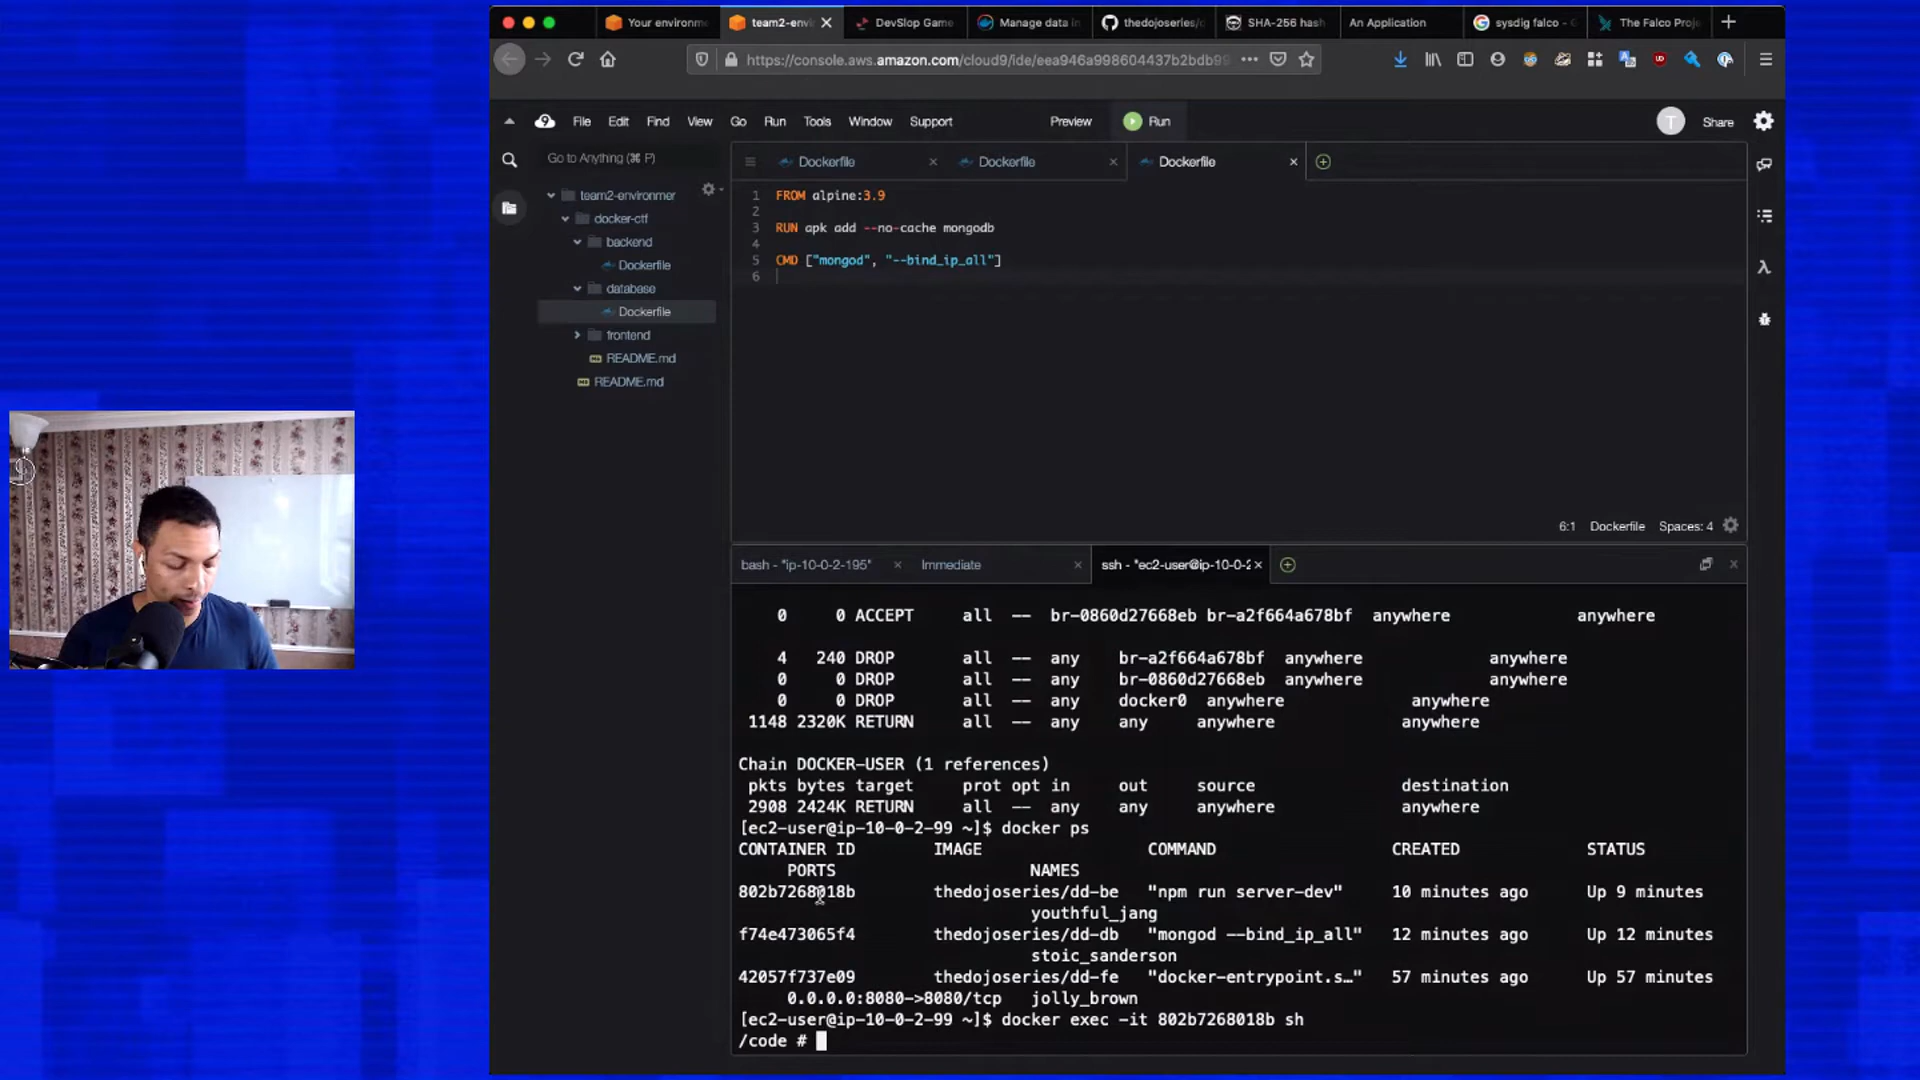 Your environme
team2-envi
DevSlop Game
Manage data in
thedojoseries/d
SHA-256 hash
An Application
sysdig falco - G
The Falco Proje
https://console.aws.amazon.com/cloud9/ide/eea946a998604437b2bdb99
File Edit Find View Go Run Tools Window Support Preview Run T Share
Go to Anything (⌘ P)
Dockerfile
Dockerfile
Dockerfile
team2-environmer
docker-ctf
backend
Dockerfile
database
Dockerfile
frontend
README.md
README.md
1 FROM alpine:3.9
2
3 RUN apk add --no-cache mongodb
4
5 CMD ["mongod", "--bind_ip_all"]
6
6:1 Dockerfile Spaces: 4
bash - "ip-10-0-2-195"
Immediate
ssh - "ec2-user@ip-10-0-2
0 0 ACCEPT all -- br-0860d27668eb br-a2f664a678bf anywhere anywhere
4 240 DROP all -- any br-a2f664a678bf anywhere anywhere
0 0 DROP all -- any br-0860d27668eb anywhere anywhere
0 0 DROP all -- any docker0 anywhere anywhere
1148 2320K RETURN all -- any any anywhere anywhere
Chain DOCKER-USER (1 references)
pkts bytes target prot opt in out source destination
2908 2424K RETURN all -- any any anywhere anywhere
[ec2-user@ip-10-0-2-99 ~]$ docker ps
CONTAINER ID IMAGE COMMAND CREATED STATUS
PORTS NAMES
802b7268018b thedojoseries/dd-be "npm run server-dev" 10 minutes ago Up 9 minutes
youthful_jang
f74e473065f4 thedojoseries/dd-db "mongod --bind_ip_all" 12 minutes ago Up 12 minutes
stoic_sanderson
42057f737e09 thedojoseries/dd-fe "docker-entrypoint.s…" 57 minutes ago Up 57 minutes
0.0.0.0:8080->8080/tcp jolly_brown
[ec2-user@ip-10-0-2-99 ~]$ docker exec -it 802b7268018b sh
/code #